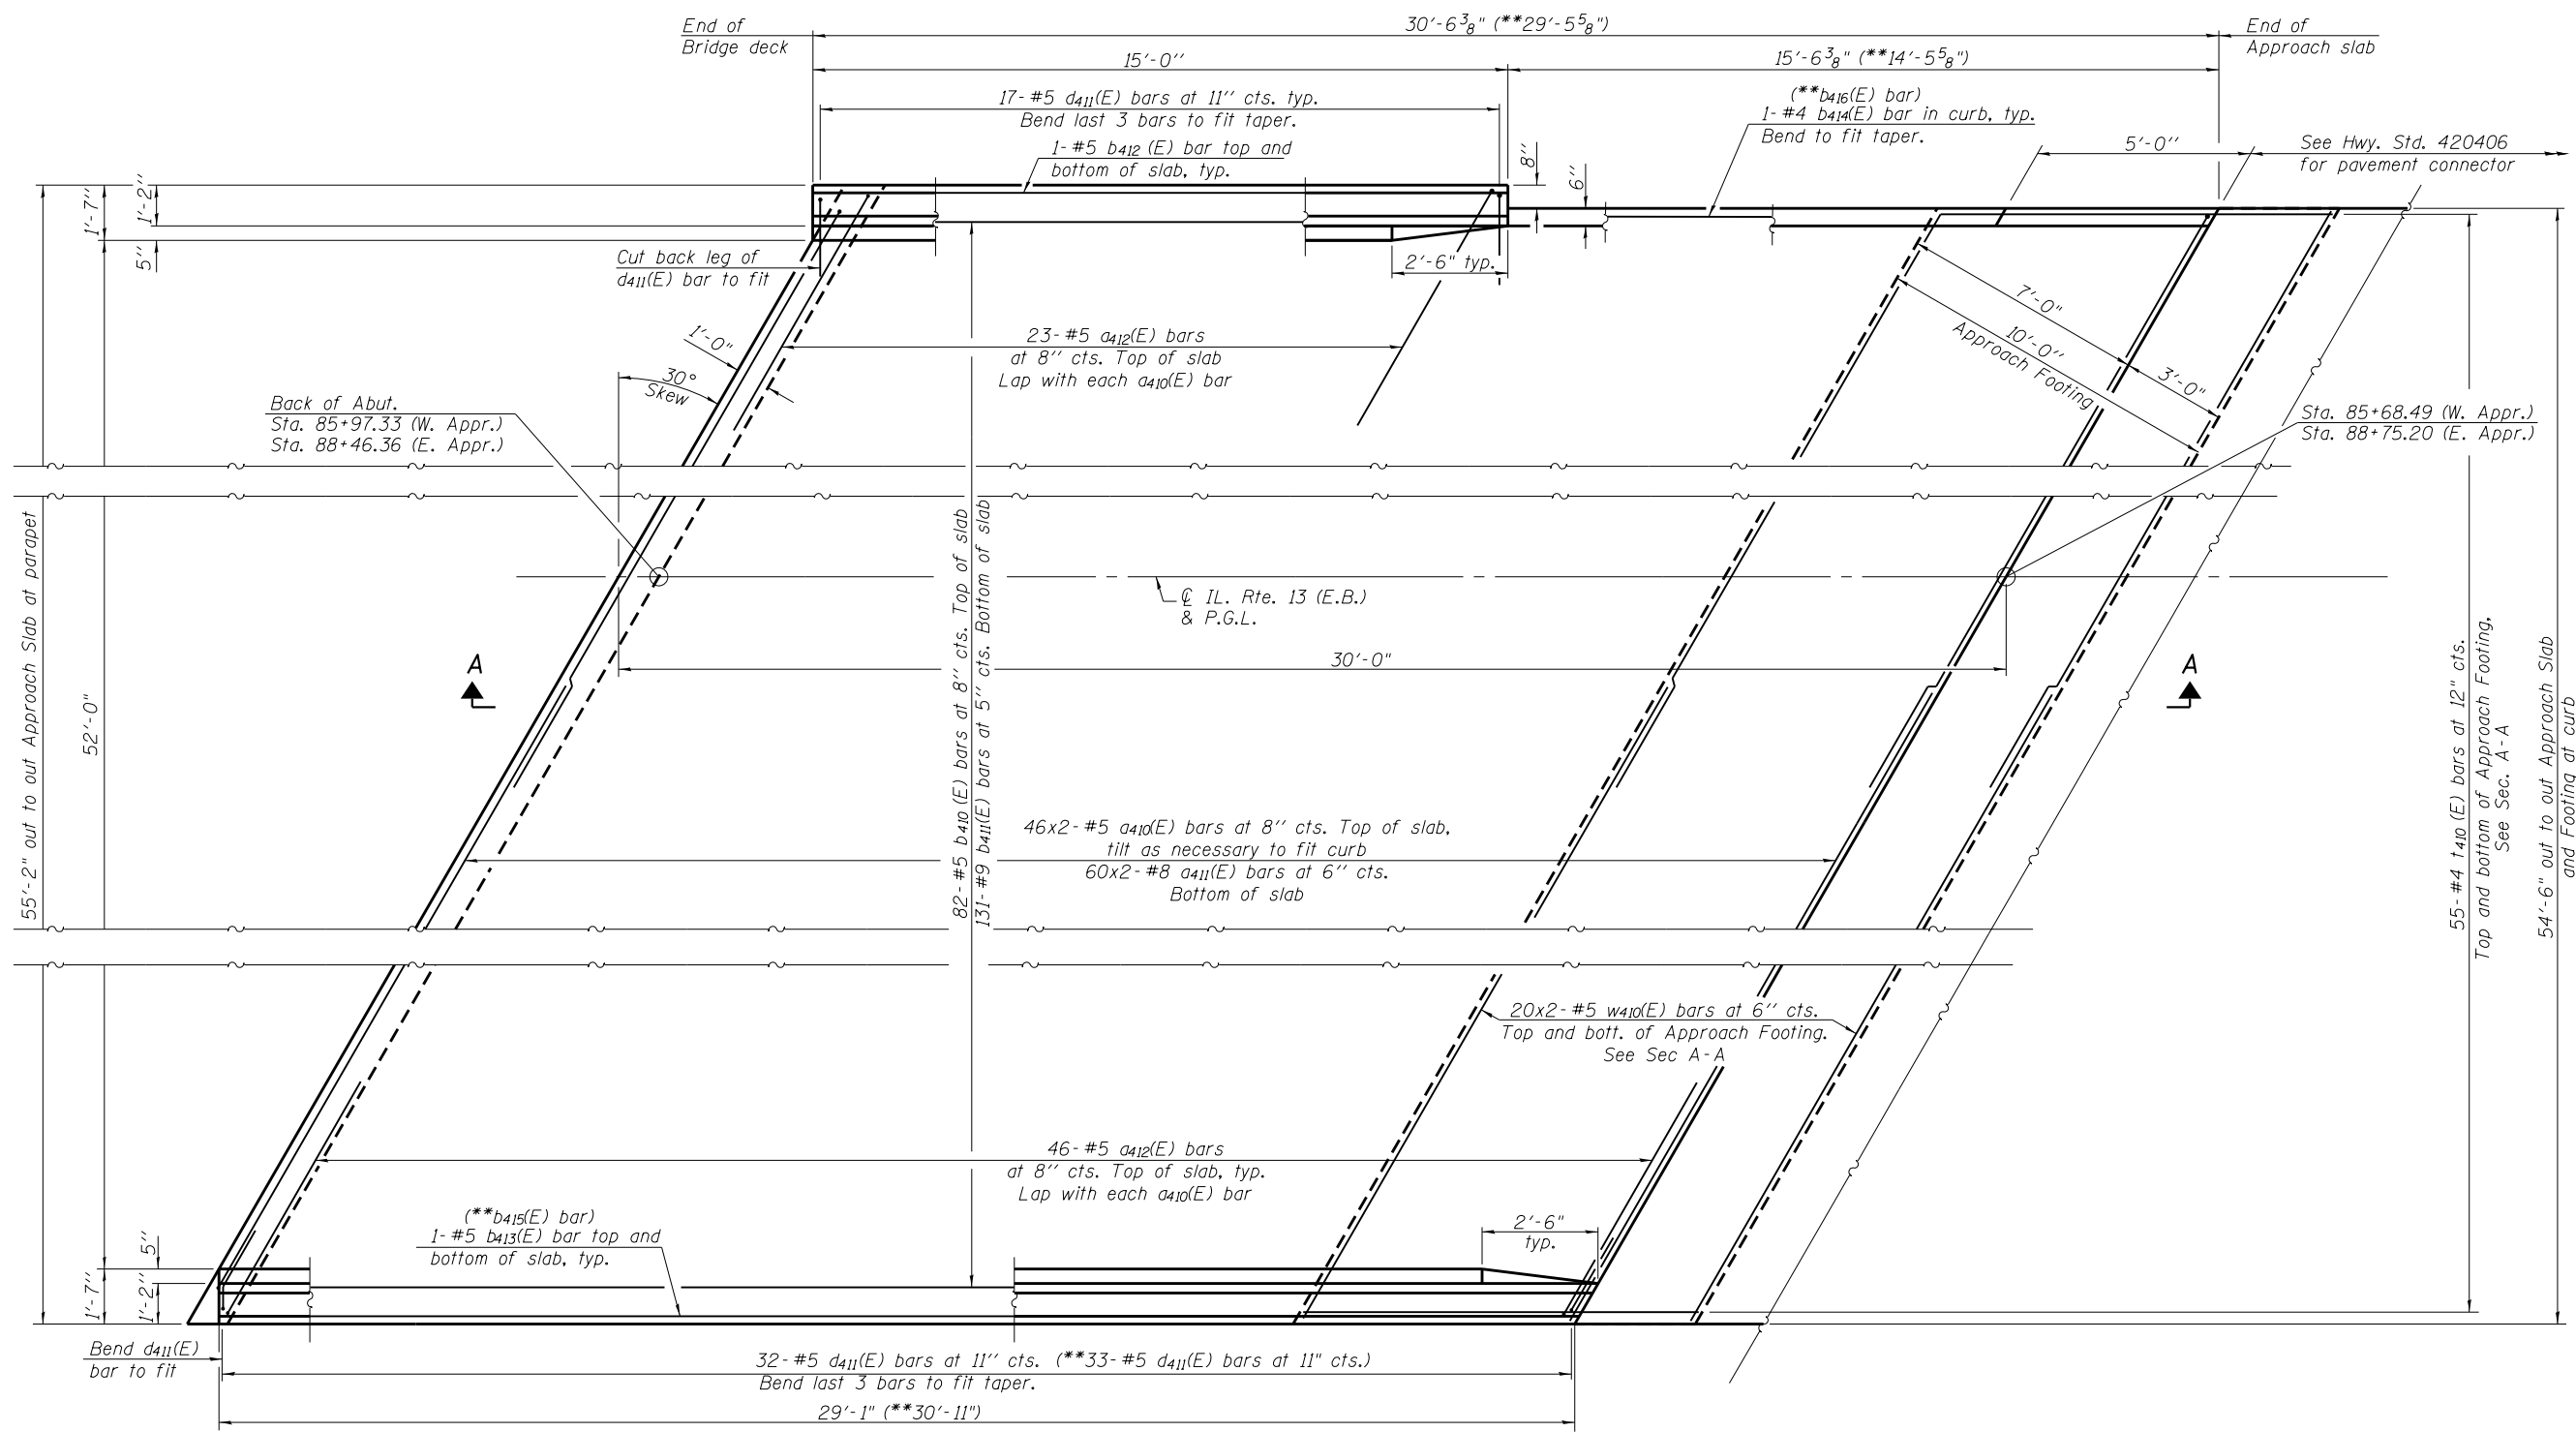 End of
Bridge deck
30'-6 3/8" (**29'-5 5/8")
End of
Approach slab
15'-0"
15'-6 3/8" (**14'-5 5/8")
17-#5 d411(E) bars at 11" cts. typ.
Bend last 3 bars to fit taper.
(**b416(E) bar)
1-#4 b414(E) bar in curb, typ.
Bend to fit taper.
1-#5 b412 (E) bar top and
bottom of slab, typ.
8"
6"
5'-0"
See Hwy. Std. 420406
for pavement connector
1'-7"
1'-2"
5"
Cut back leg of
d411(E) bar to fit
2'-6" typ.
1'-0"
30°
Skew
23-#5 a412(E) bars
at 8" cts. Top of slab
Lap with each a410(E) bar
7'-0"
10'-0"
Approach Footing
3'-0"
Back of Abut.
Sta. 85+97.33 (W. Appr.)
Sta. 88+46.36 (E. Appr.)
Sta. 85+68.49 (W. Appr.)
Sta. 88+75.20 (E. Appr.)
55'-2" out to out Approach Slab at parapet
52'-0"
82-#5 b410 (E) bars at 8" cts. Top of slab
131-#9 b411(E) bars at 5" cts. Bottom of slab
℄ IL. Rte. 13 (E.B.)
& P.G.L.
30'-0"
A
A
55-#4 t410 (E) bars at 12" cts.
Top and bottom of Approach Footing,
See Sec. A-A
54'-6" out to out Approach Slab
and Footing at curb
46x2-#5 a410(E) bars at 8" cts. Top of slab,
tilt as necessary to fit curb
60x2-#8 a411(E) bars at 6" cts.
Bottom of slab
20x2-#5 w410(E) bars at 6" cts.
Top and bott. of Approach Footing.
See Sec A-A
46-#5 a412(E) bars
at 8" cts. Top of slab, typ.
Lap with each a410(E) bar
(**b415(E) bar)
1-#5 b413(E) bar top and
bottom of slab, typ.
2'-6"
typ.
5"
1'-7"
1'-2"
Bend d411(E)
bar to fit
32-#5 d411(E) bars at 11" cts. (**33-#5 d411(E) bars at 11" cts.)
Bend last 3 bars to fit taper.
29'-1" (**30'-11")